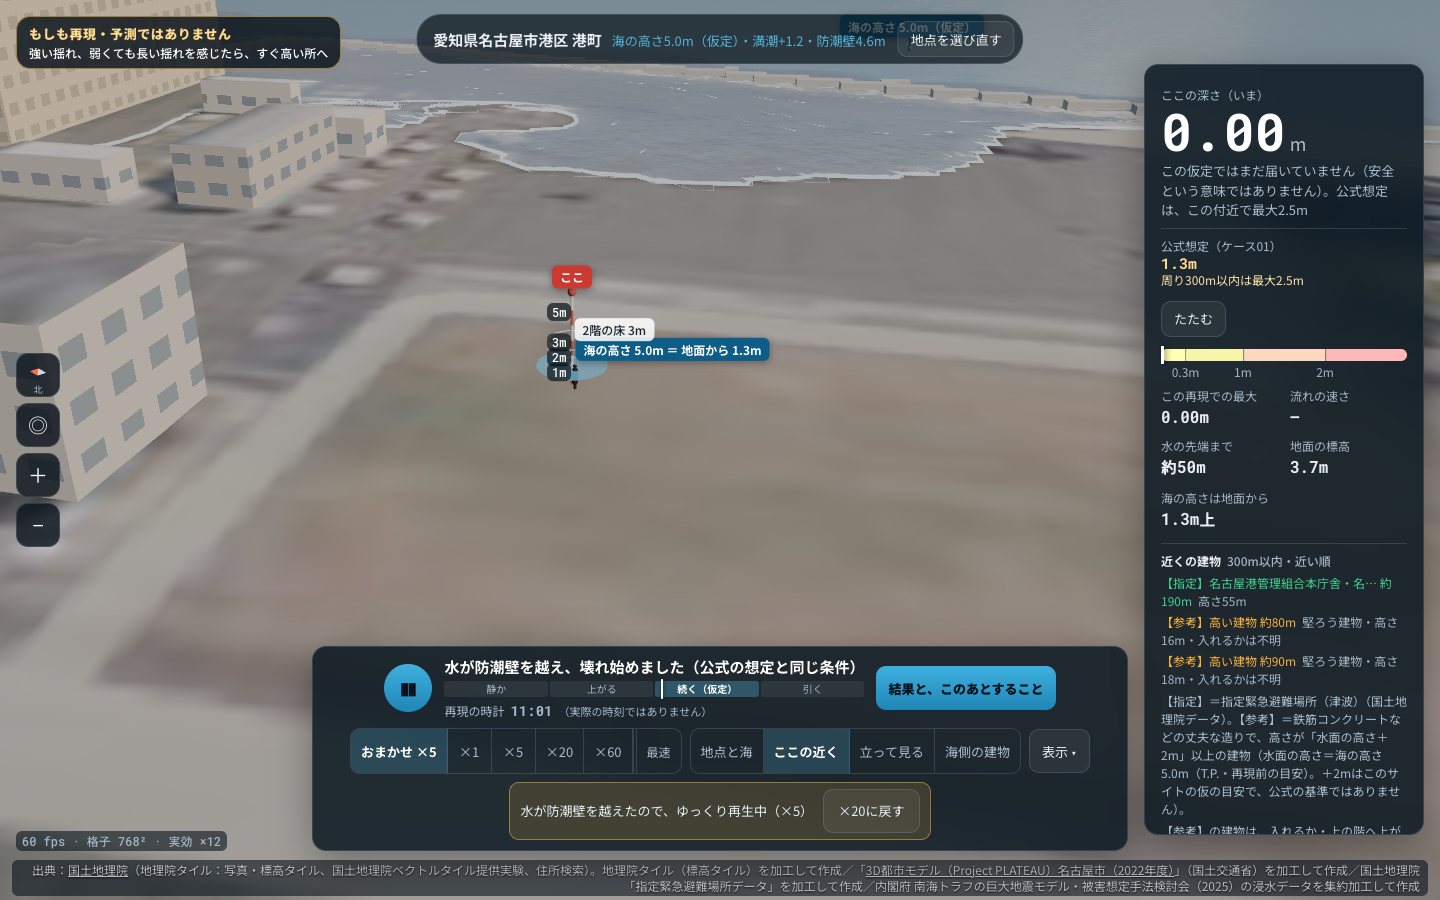 もしも再現・予測ではありません
強い揺れ、弱くても長い揺れを感じたら、すぐ高い所へ
愛知県名古屋市港区 港町
海の高さ5.0m（仮定）・満潮+1.2・防潮壁4.6m
海の高さ5.0m（仮定）
地点を選び直す
ここの深さ（いま）
0.00 m
この仮定ではまだ届いていません（安全
という意味ではありません）。公式想定
は、この付近で最大2.5m
公式想定（ケース01）
1.3m
周り300m以内は最大2.5m
たたむ
0.3m 1m 2m
この再現での最大 流れの速さ
0.00m −
水の先端まで 地面の標高
約50m 3.7m
海の高さは地面から
1.3m上
近くの建物 300m以内・近い順
【指定】名古屋港管理組合本庁舎・名… 約
190m 高さ55m
【参考】高い建物 約80m 堅ろう建物・高さ
16m・入れるかは不明
【参考】高い建物 約90m 堅ろう建物・高さ
18m・入れるかは不明
【指定】＝指定緊急避難場所（津波）（国土地
理院データ）。【参考】＝鉄筋コンクリートな
どの丈夫な造りで、高さが「水面の高さ＋
2m」以上の建物（水面の高さ＝海の高さ
5.0m（T.P.・再現前の目安）。＋2mはこのサ
イトの仮の目安で、公式の基準ではありませ
ん）。
【参考】の建物は、入れるか・上の階へ上が
ここ
5m
2階の床 3m
3m
海の高さ 5.0m ＝ 地面から 1.3m
2m
1m
北
◎
＋
−
水が防潮壁を越え、壊れ始めました（公式の想定と同じ条件）
静か 上がる 続く（仮定） 引く
再現の時計 11:01 （実際の時刻ではありません）
結果と、このあとすること
おまかせ ×5 ×1 ×5 ×20 ×60 最速 地点と海 ここの近く 立って見る 海側の建物 表示 ▾
水が防潮壁を越えたので、ゆっくり再生中（×5） ×20に戻す
60 fps · 格子 768² · 実効 ×12
出典：国土地理院（地理院タイル：写真・標高タイル、国土地理院ベクトルタイル提供実験、住所検索）。地理院タイル（標高タイル）を加工して作成／「3D都市モデル（Project PLATEAU）名古屋市（2022年度）」（国土交通省）を加工して作成／国土地理院
「指定緊急避難場所データ」を加工して作成／内閣府 南海トラフの巨大地震モデル・被害想定手法検討会（2025）の浸水データを集約加工して作成